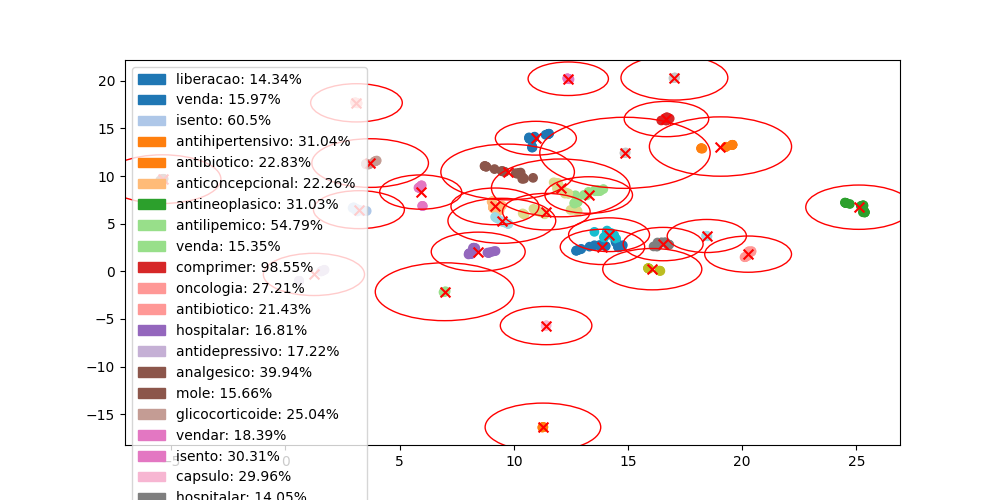 20
15
10
5
0
−5
−10
−15
−5
0
5
10
15
20
25
liberacao: 14.34%
venda: 15.97%
isento: 60.5%
antihipertensivo: 31.04%
antibiotico: 22.83%
anticoncepcional: 22.26%
antineoplasico: 31.03%
antilipemico: 54.79%
venda: 15.35%
comprimer: 98.55%
oncologia: 27.21%
antibiotico: 21.43%
hospitalar: 16.81%
antidepressivo: 17.22%
analgesico: 39.94%
mole: 15.66%
glicocorticoide: 25.04%
vendar: 18.39%
isento: 30.31%
capsulo: 29.96%
hospitalar: 14.05%